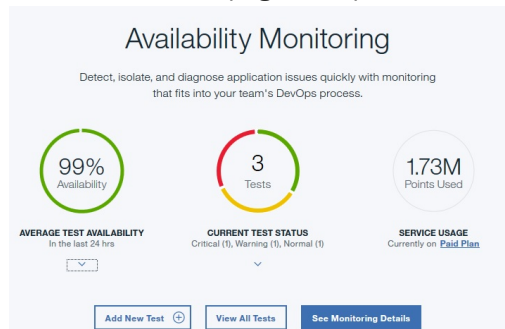 Availability Monitoring
Detect, isolate, and diagnose application issues quickly with monitoring
that fits into your team's DevOps process.
99%
Availability
3
Tests
1.73M
Points Used
AVERAGE TEST AVAILABILITY
In the last 24 hrs
CURRENT TEST STATUS
Critical (1), Warning (1), Normal (1)
SERVICE USAGE
Currently on Paid Plan
Add New Test
View All Tests
See Monitoring Details